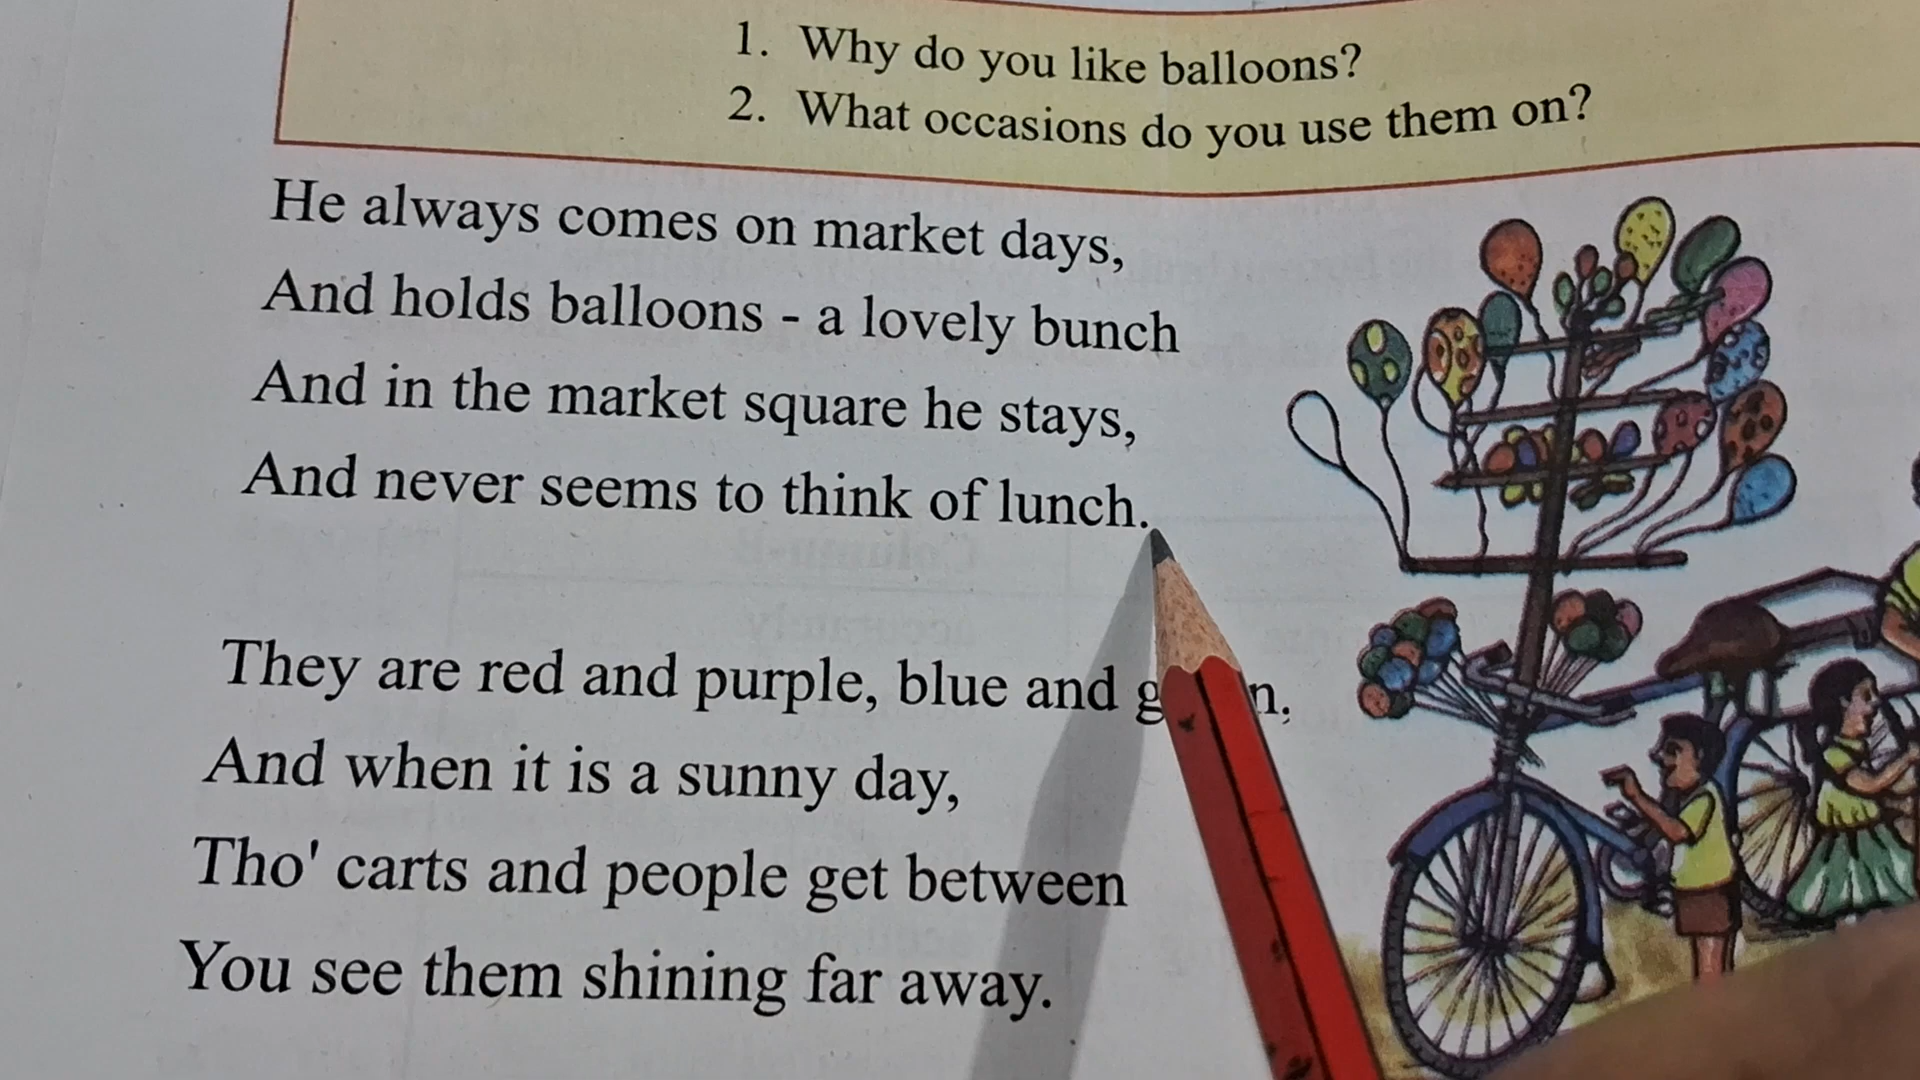 1. Why do you like balloons?
2. What occasions do you use them on?
He always comes on market days,
And holds balloons - a lovely bunch
And in the market square he stays,
And never seems to think of lunch.
They are red and purple, blue and
And when it is a sunny day,
Tho' carts and people get between
You see them shining far away.